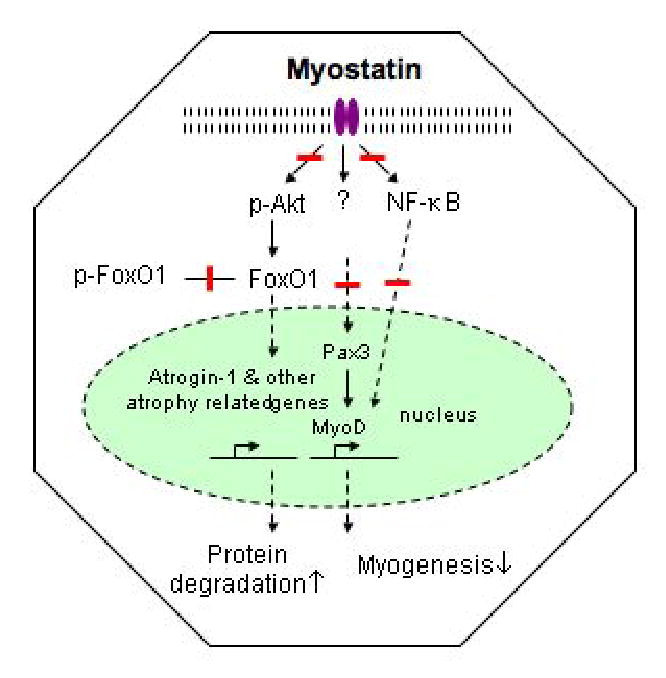 Myostatin
p-Akt
?
NF-κB
p-FoxO1
FoxO1
Pax3
Atrogin-1 & other
atrophy relatedgenes
nucleus
MyoD
Protein
degradation↑
Myogenesis↓